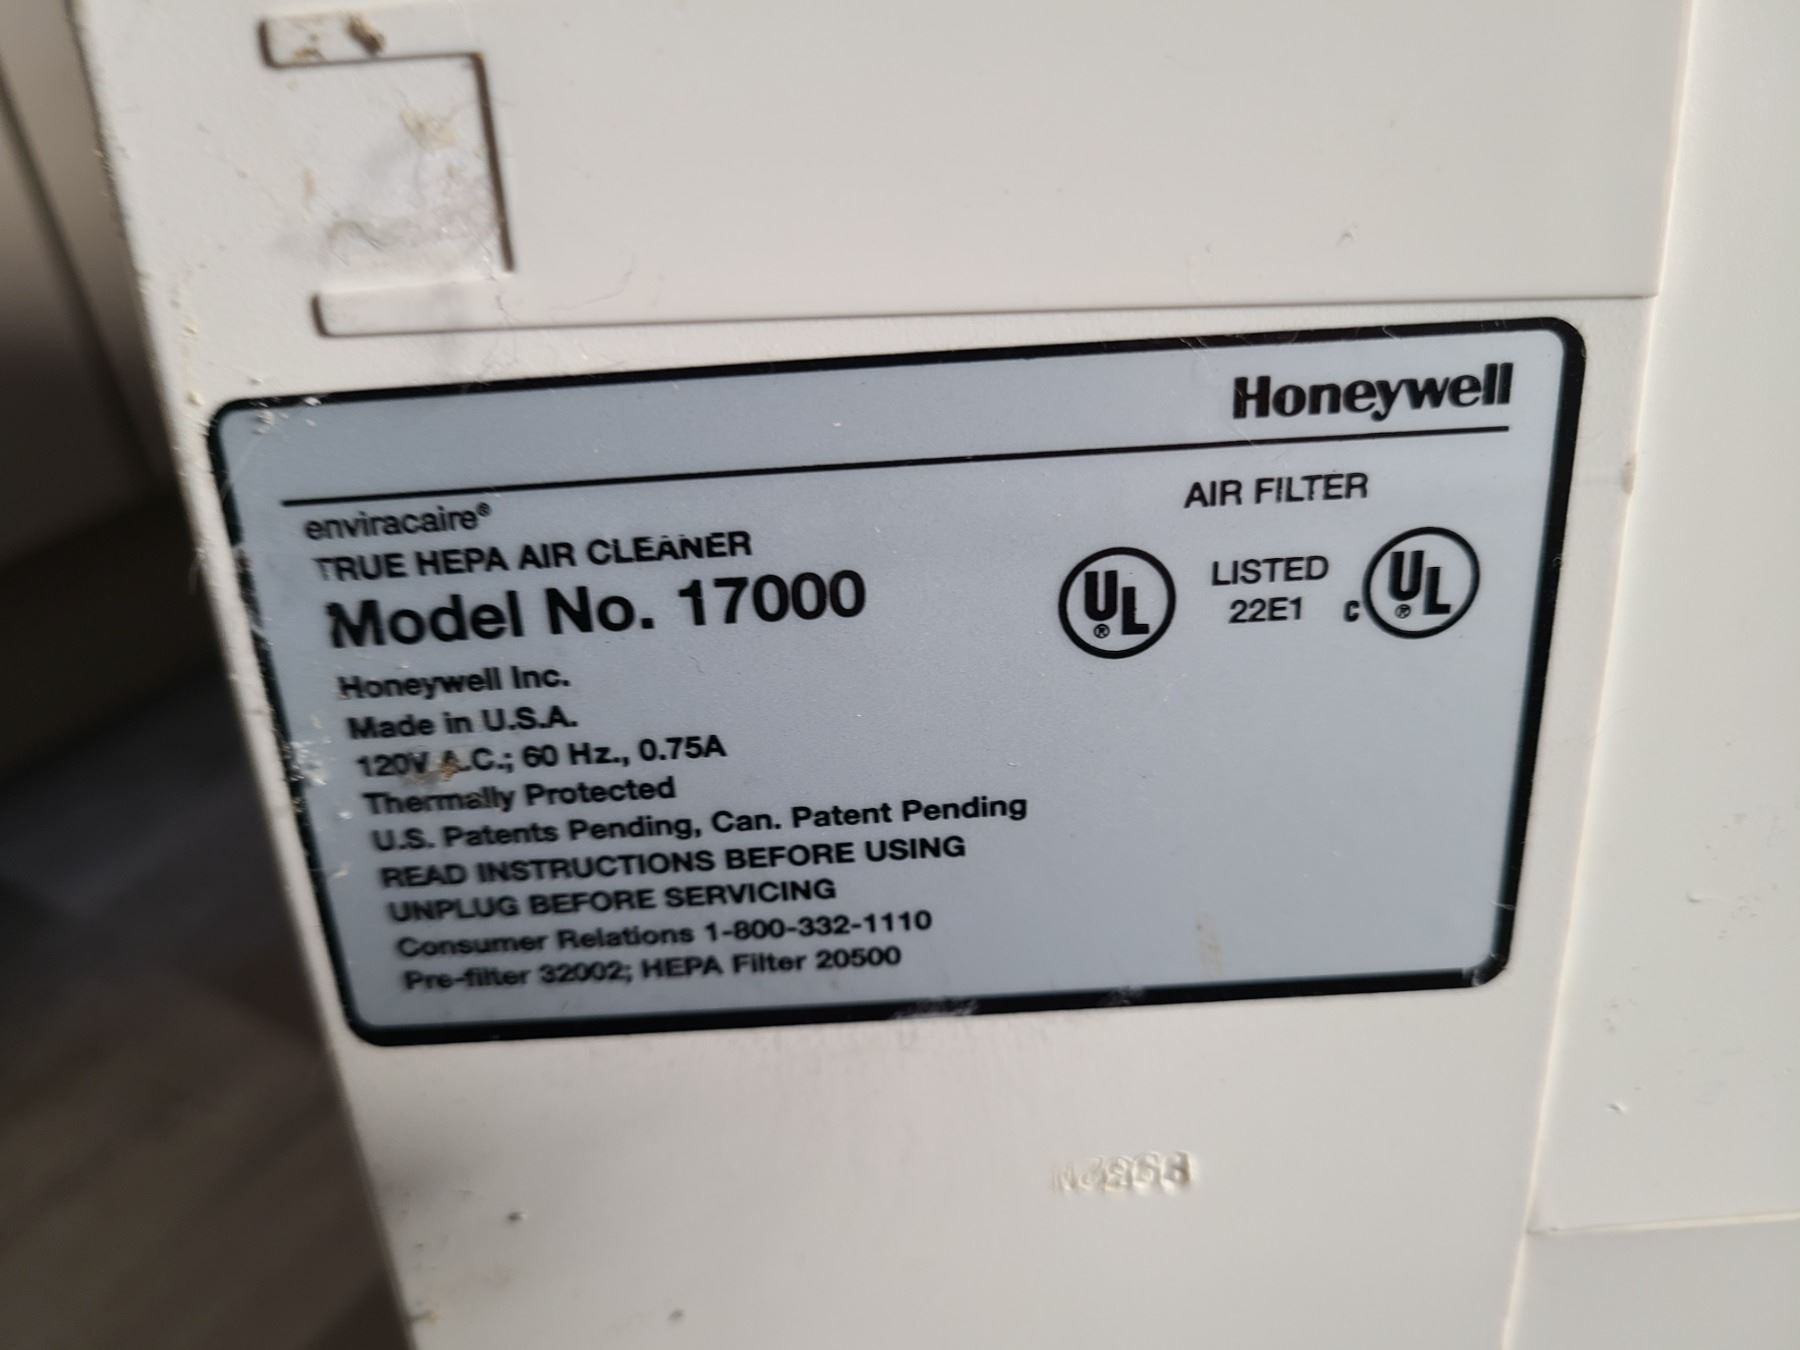 Honeywell
enviracaire®
TRUE HEPA AIR CLEANER
Model No. 17000
Honeywell Inc.
Made in U.S.A.
120V A.C.; 60 Hz., 0.75A
Thermally Protected
U.S. Patents Pending, Can. Patent Pending
READ INSTRUCTIONS BEFORE USING
UNPLUG BEFORE SERVICING
Consumer Relations 1-800-332-1110
Pre-filter 32002; HEPA Filter 20500
AIR FILTER
UL® LISTED 22E1 c UL®